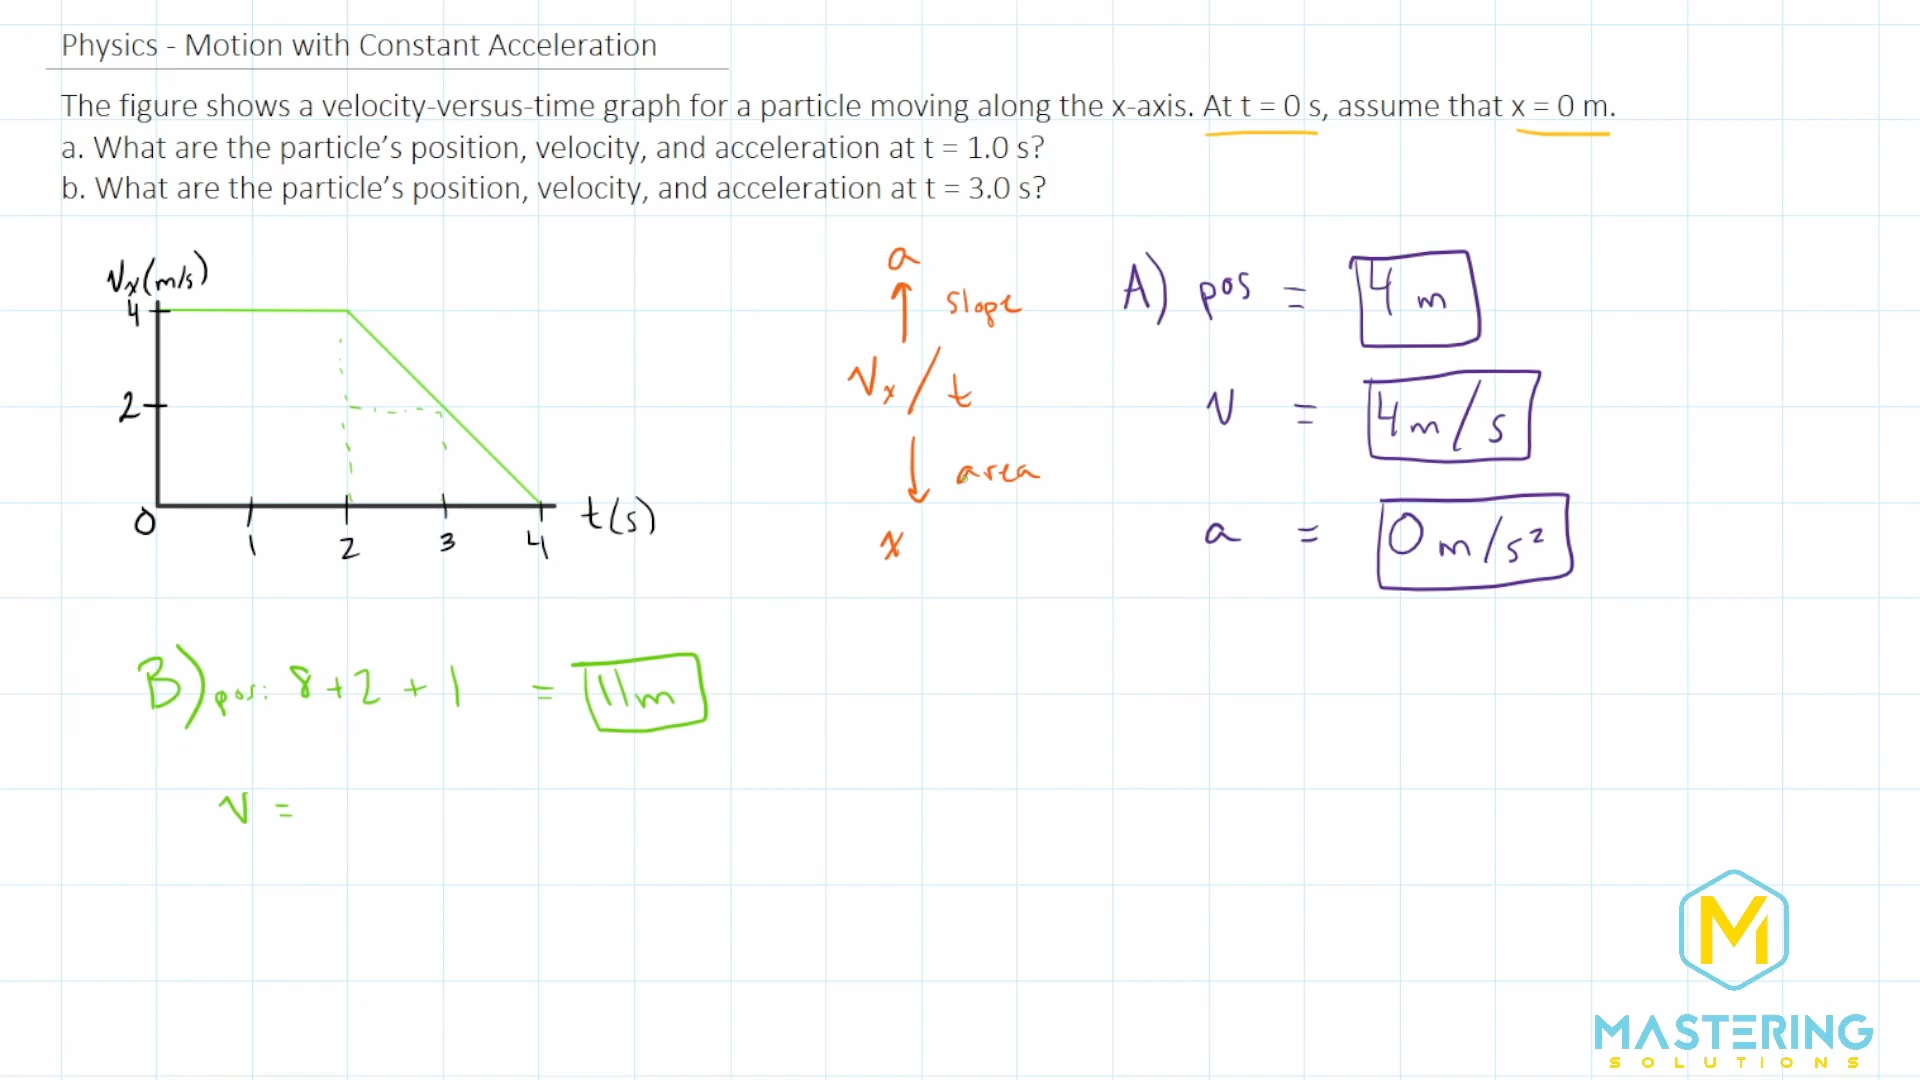 Physics - Motion with Constant Acceleration
The figure shows a velocity-versus-time graph for a particle moving along the x-axis. At t = 0 s, assume that x = 0 m.
a. What are the particle’s position, velocity, and acceleration at t = 1.0 s?
b. What are the particle’s position, velocity, and acceleration at t = 3.0 s?
Vx(m/s)
4
2
0
1
2
3
4
t(s)
a
slope
Vx/t
area
x
A) pos = 4 m
v = 4m/s
a = 0m/s²
B) pos: 8+2+1 = 11m
v =
M
MASTERING
SOLUTIONS